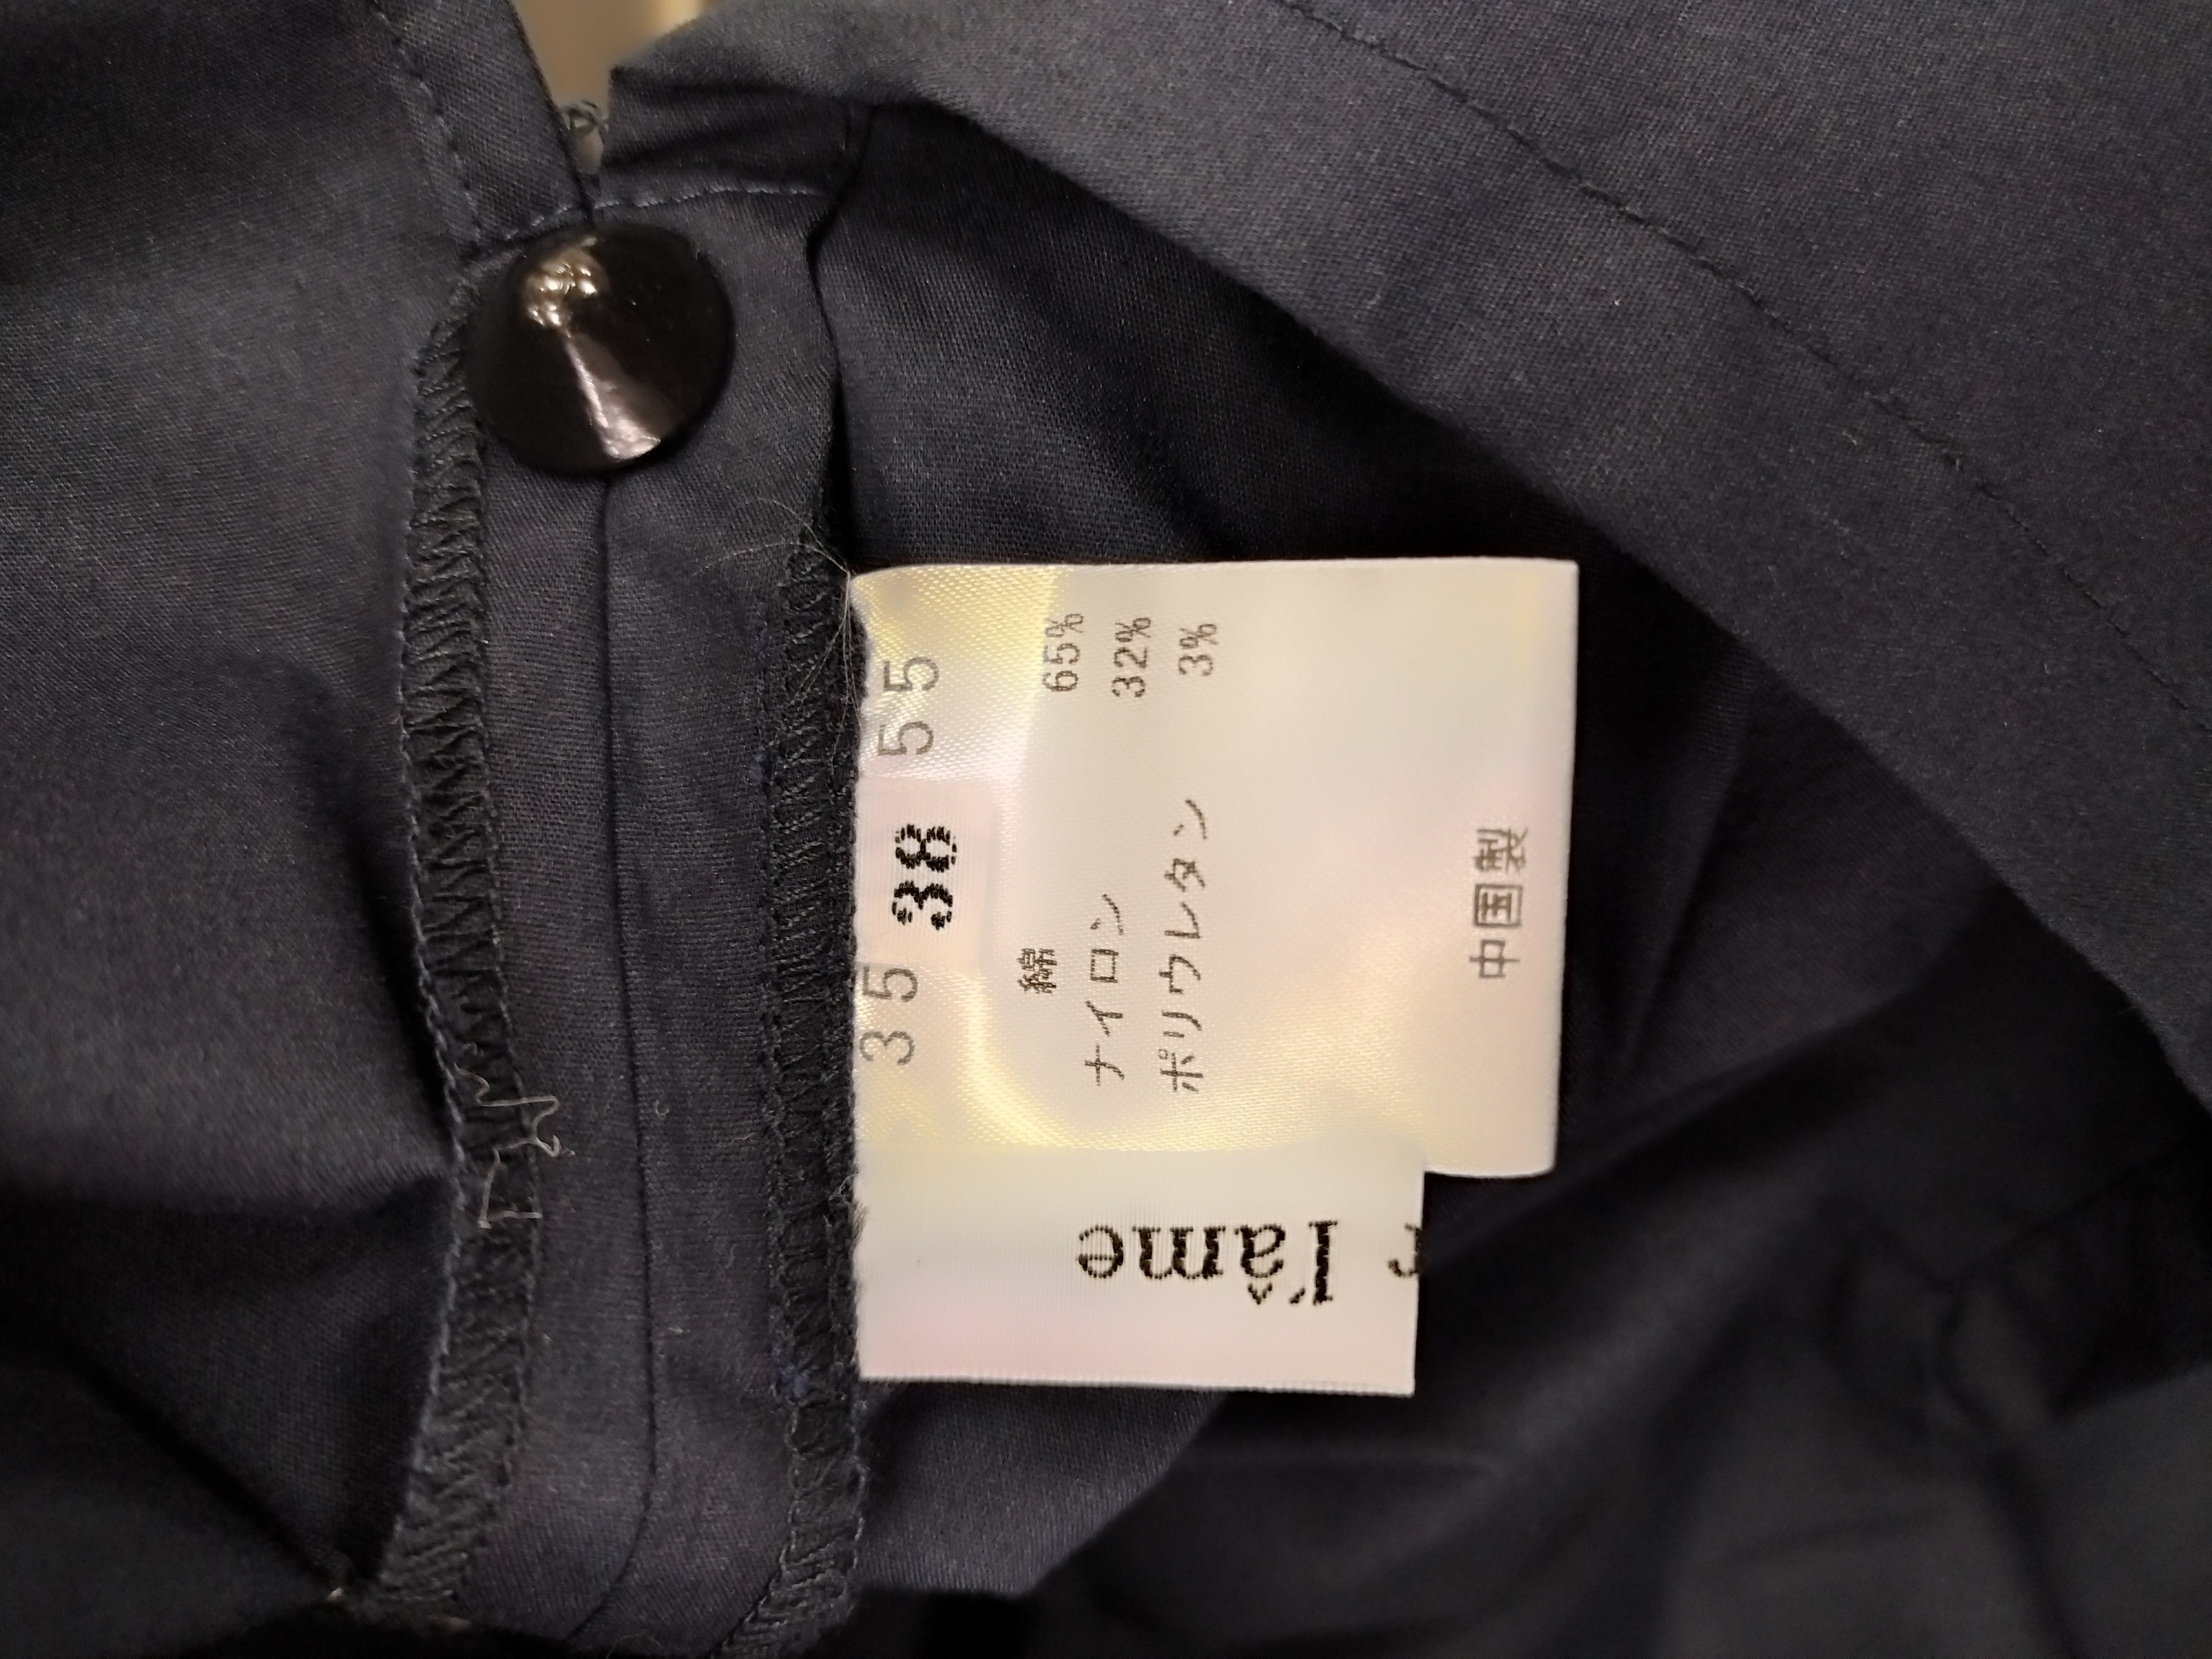 35 38 55
綿 65%
ナイロン 32%
ポリウレタン 3%
中国製
r l'âme